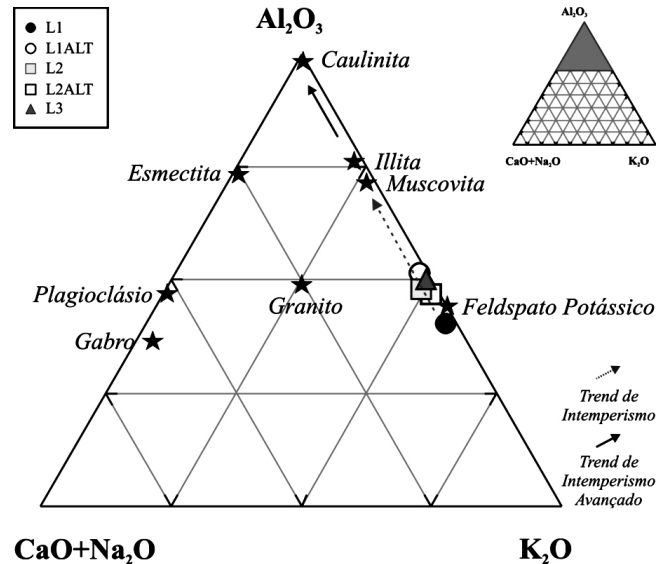 L1
L1ALT
L2
L2ALT
L3
Al₂O₃
Caulinita
Illita
Muscovita
Esmectita
Plagioclásio
Granito
Feldspato Potássico
Gabro
CaO+Na₂O
K₂O
Al₂O₃
CaO+Na₂O
K₂O
Trend de
Intemperismo
Trend de
Intemperismo
Avançado